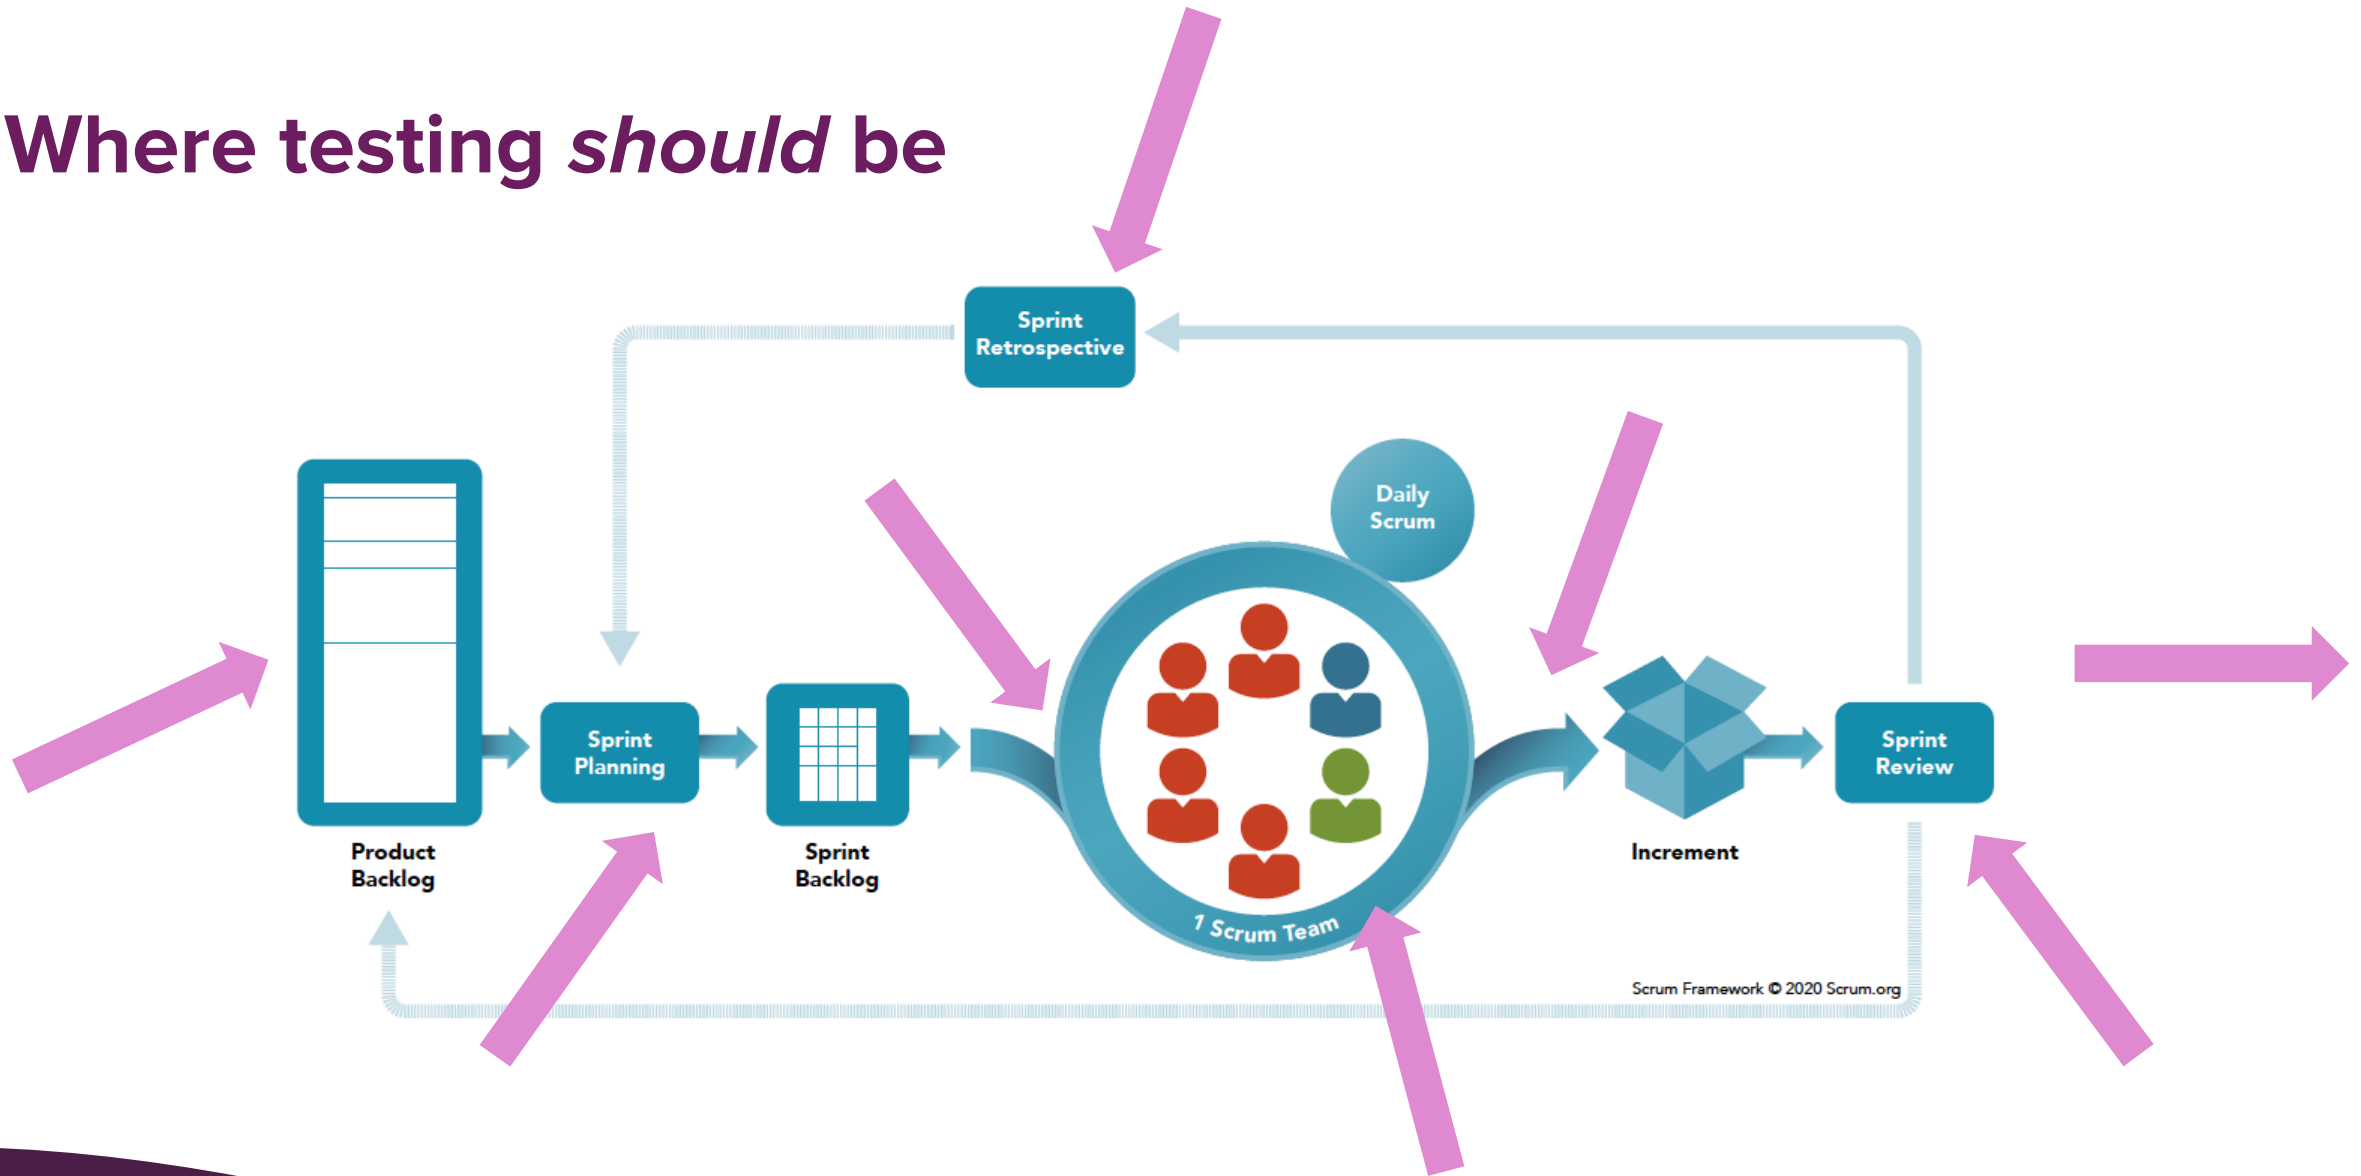 Where testing should be
Sprint
Retrospective
Daily
Scrum
Sprint
Planning
Sprint
Review
Product
Backlog
Sprint
Backlog
Increment
1 Scrum Team
Scrum Framework © 2020 Scrum.org